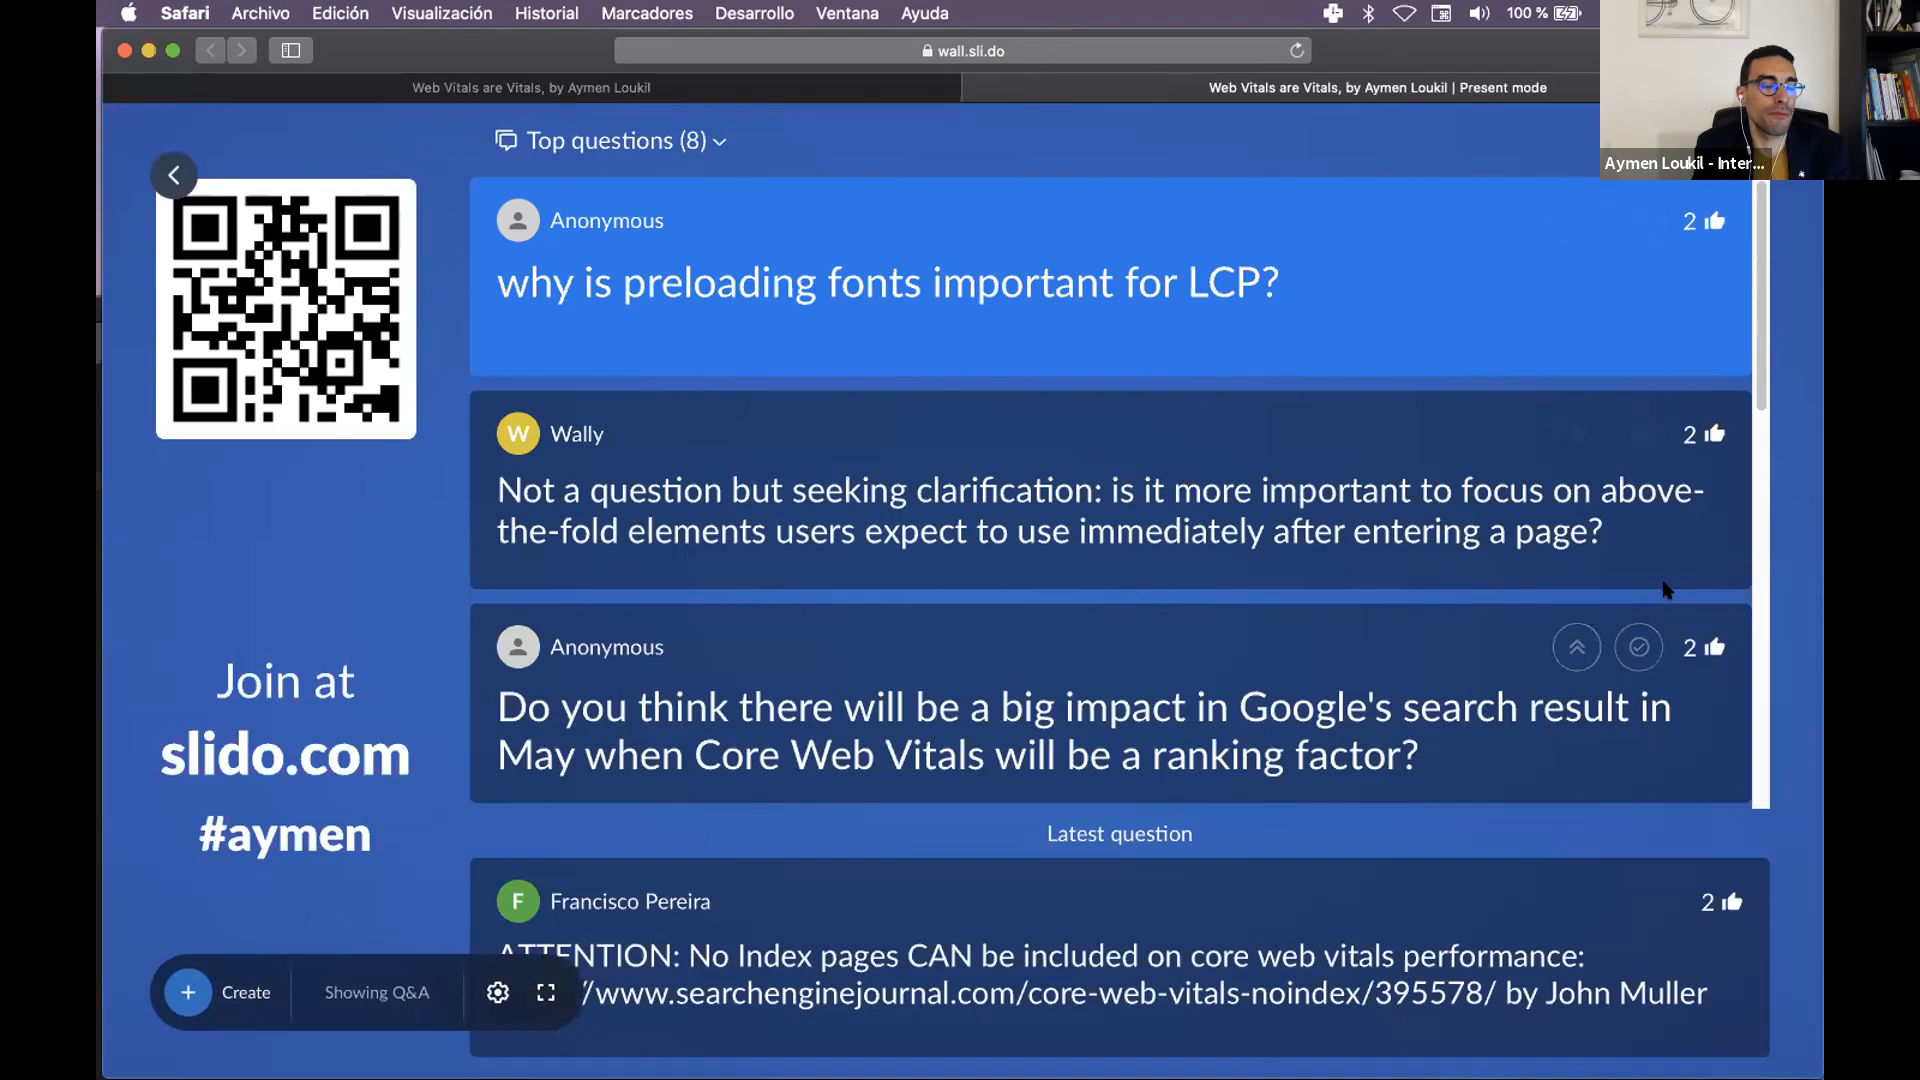 Safari Archivo Edición Visualización Historial Marcadores Desarrollo Ventana Ayuda 100 %
wall.sli.do
Web Vitals are Vitals, by Aymen Loukil
Web Vitals are Vitals, by Aymen Loukil | Present mode
Aymen Loukil - Inter...
Top questions (8)
Anonymous
2
why is preloading fonts important for LCP?
W
Wally
2
Not a question but seeking clarification: is it more important to focus on above-
the-fold elements users expect to use immediately after entering a page?
Anonymous
2
Do you think there will be a big impact in Google's search result in
May when Core Web Vitals will be a ranking factor?
Join at
slido.com
#aymen
Latest question
F
Francisco Pereira
2
ATTENTION: No Index pages CAN be included on core web vitals performance:
/www.searchenginejournal.com/core-web-vitals-noindex/395578/ by John Muller
+ Create
Showing Q&A